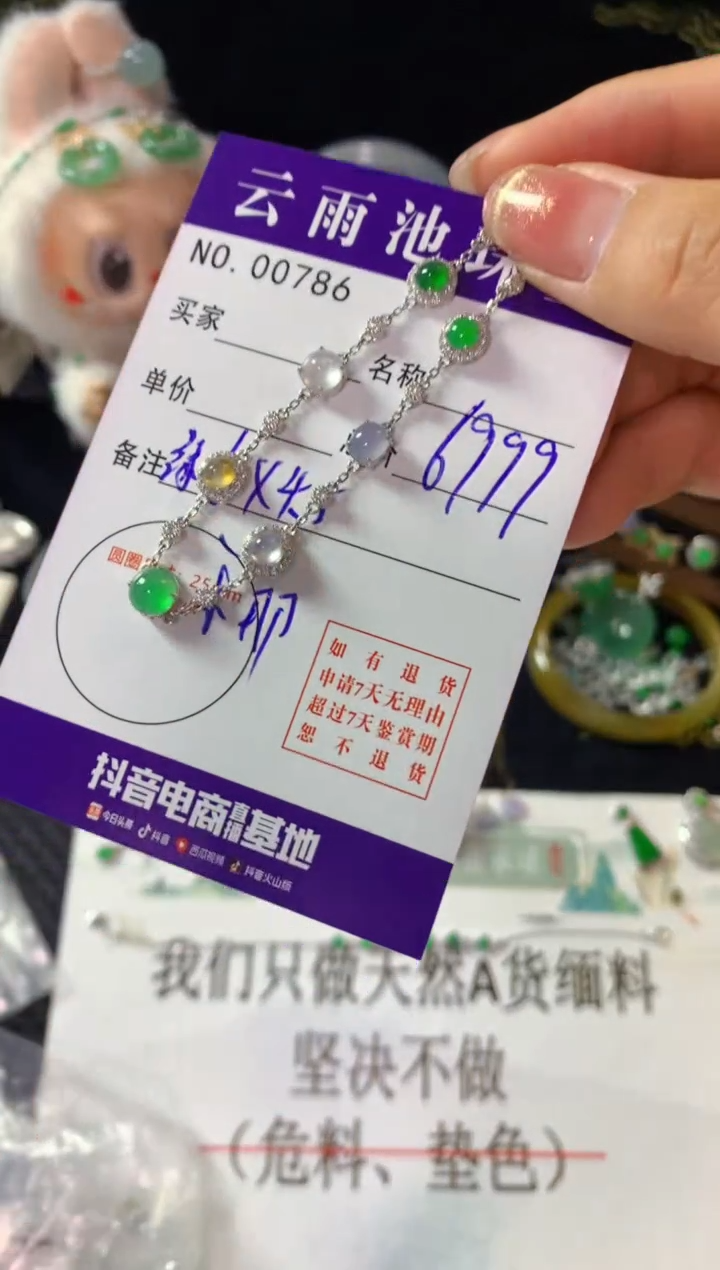 云雨池
NO. 00786
买家
名称
单价
6999
备注
圆圈
如有退货
申请7天无理由
超过7天鉴赏期
恕不退货
抖音电商直播基地
今日头条 抖音 西瓜视频 抖音火山版
我们只做天然A货缅料
坚决不做
（危料、垫色）